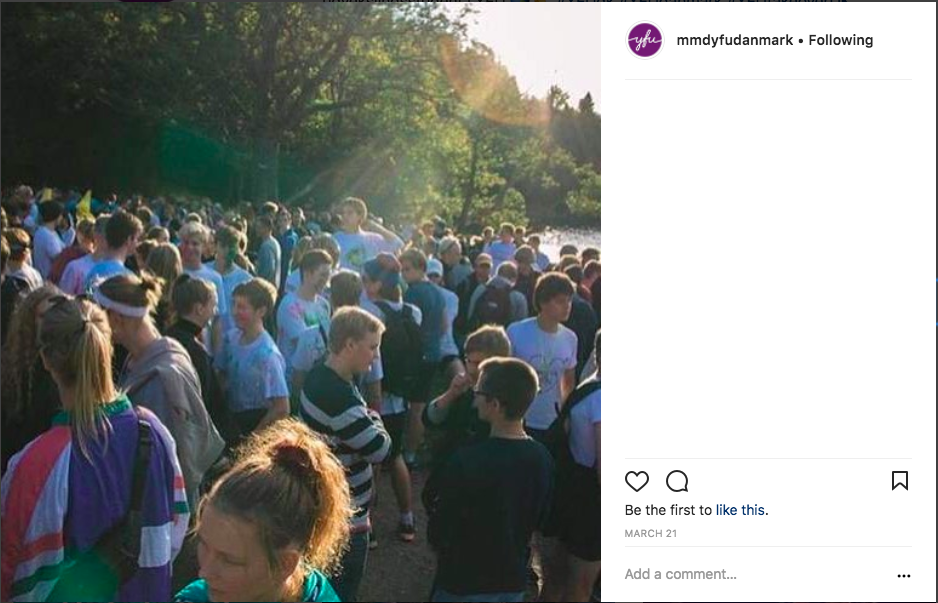 yfu
mmdyfudanmark • Following
Be the first to like this.
MARCH 21
Add a comment...